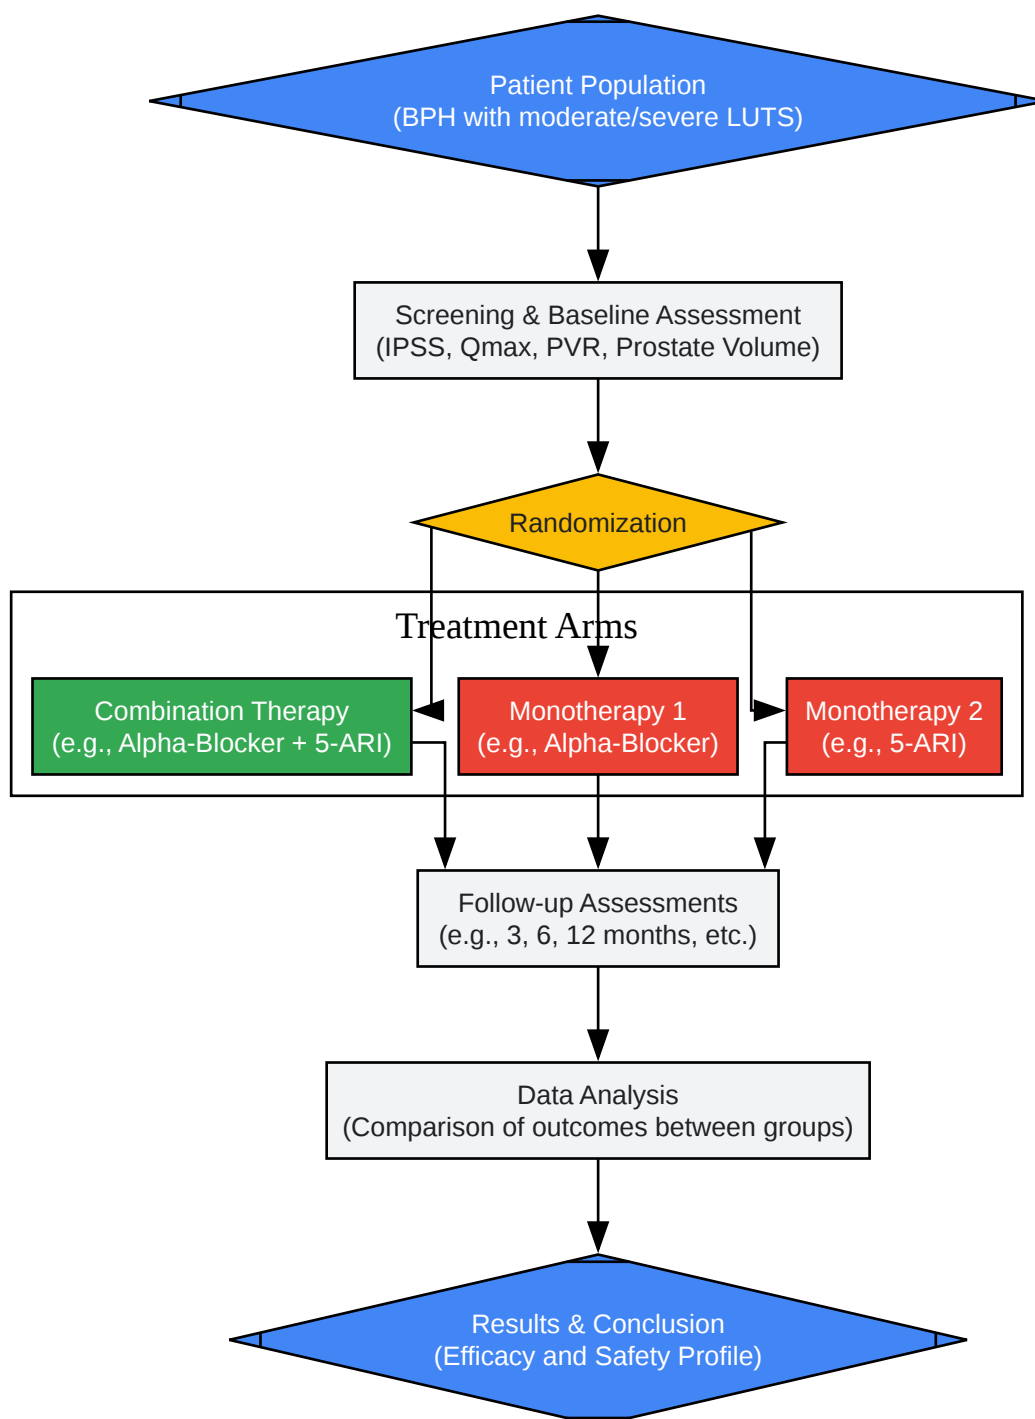 Patient Population
(BPH with moderate/severe LUTS)
Screening & Baseline Assessment
(IPSS, Qmax, PVR, Prostate Volume)
Randomization
Treatment Arms
Combination Therapy
(e.g., Alpha-Blocker + 5-ARI)
Monotherapy 1
(e.g., Alpha-Blocker)
Monotherapy 2
(e.g., 5-ARI)
Follow-up Assessments
(e.g., 3, 6, 12 months, etc.)
Data Analysis
(Comparison of outcomes between groups)
Results & Conclusion
(Efficacy and Safety Profile)